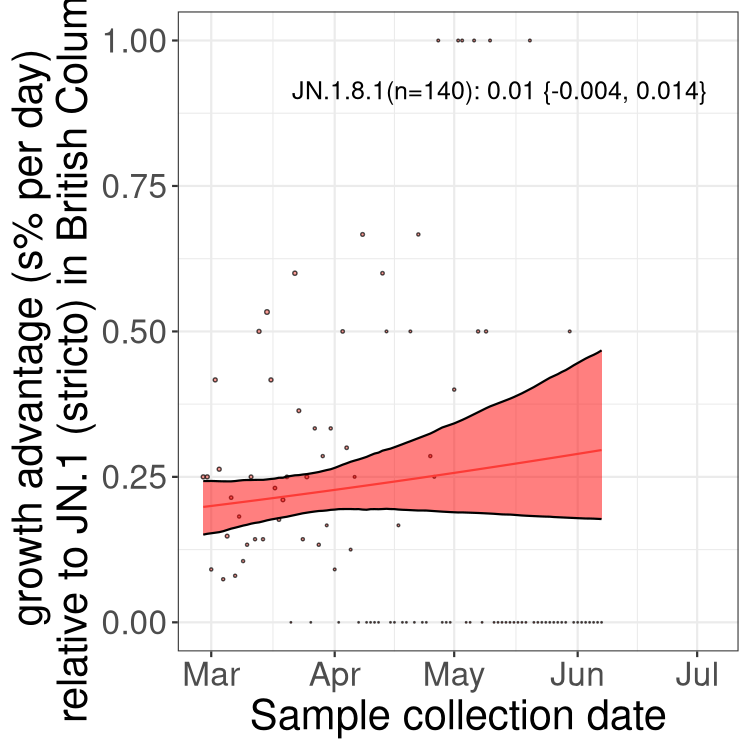 growth advantage (s% per day)
relative to JN.1 (stricto) in British Colum
1.00
0.75
0.50
0.25
0.00
JN.1.8.1(n=140): 0.01 {-0.004, 0.014}
Mar Apr May Jun Jul
Sample collection date